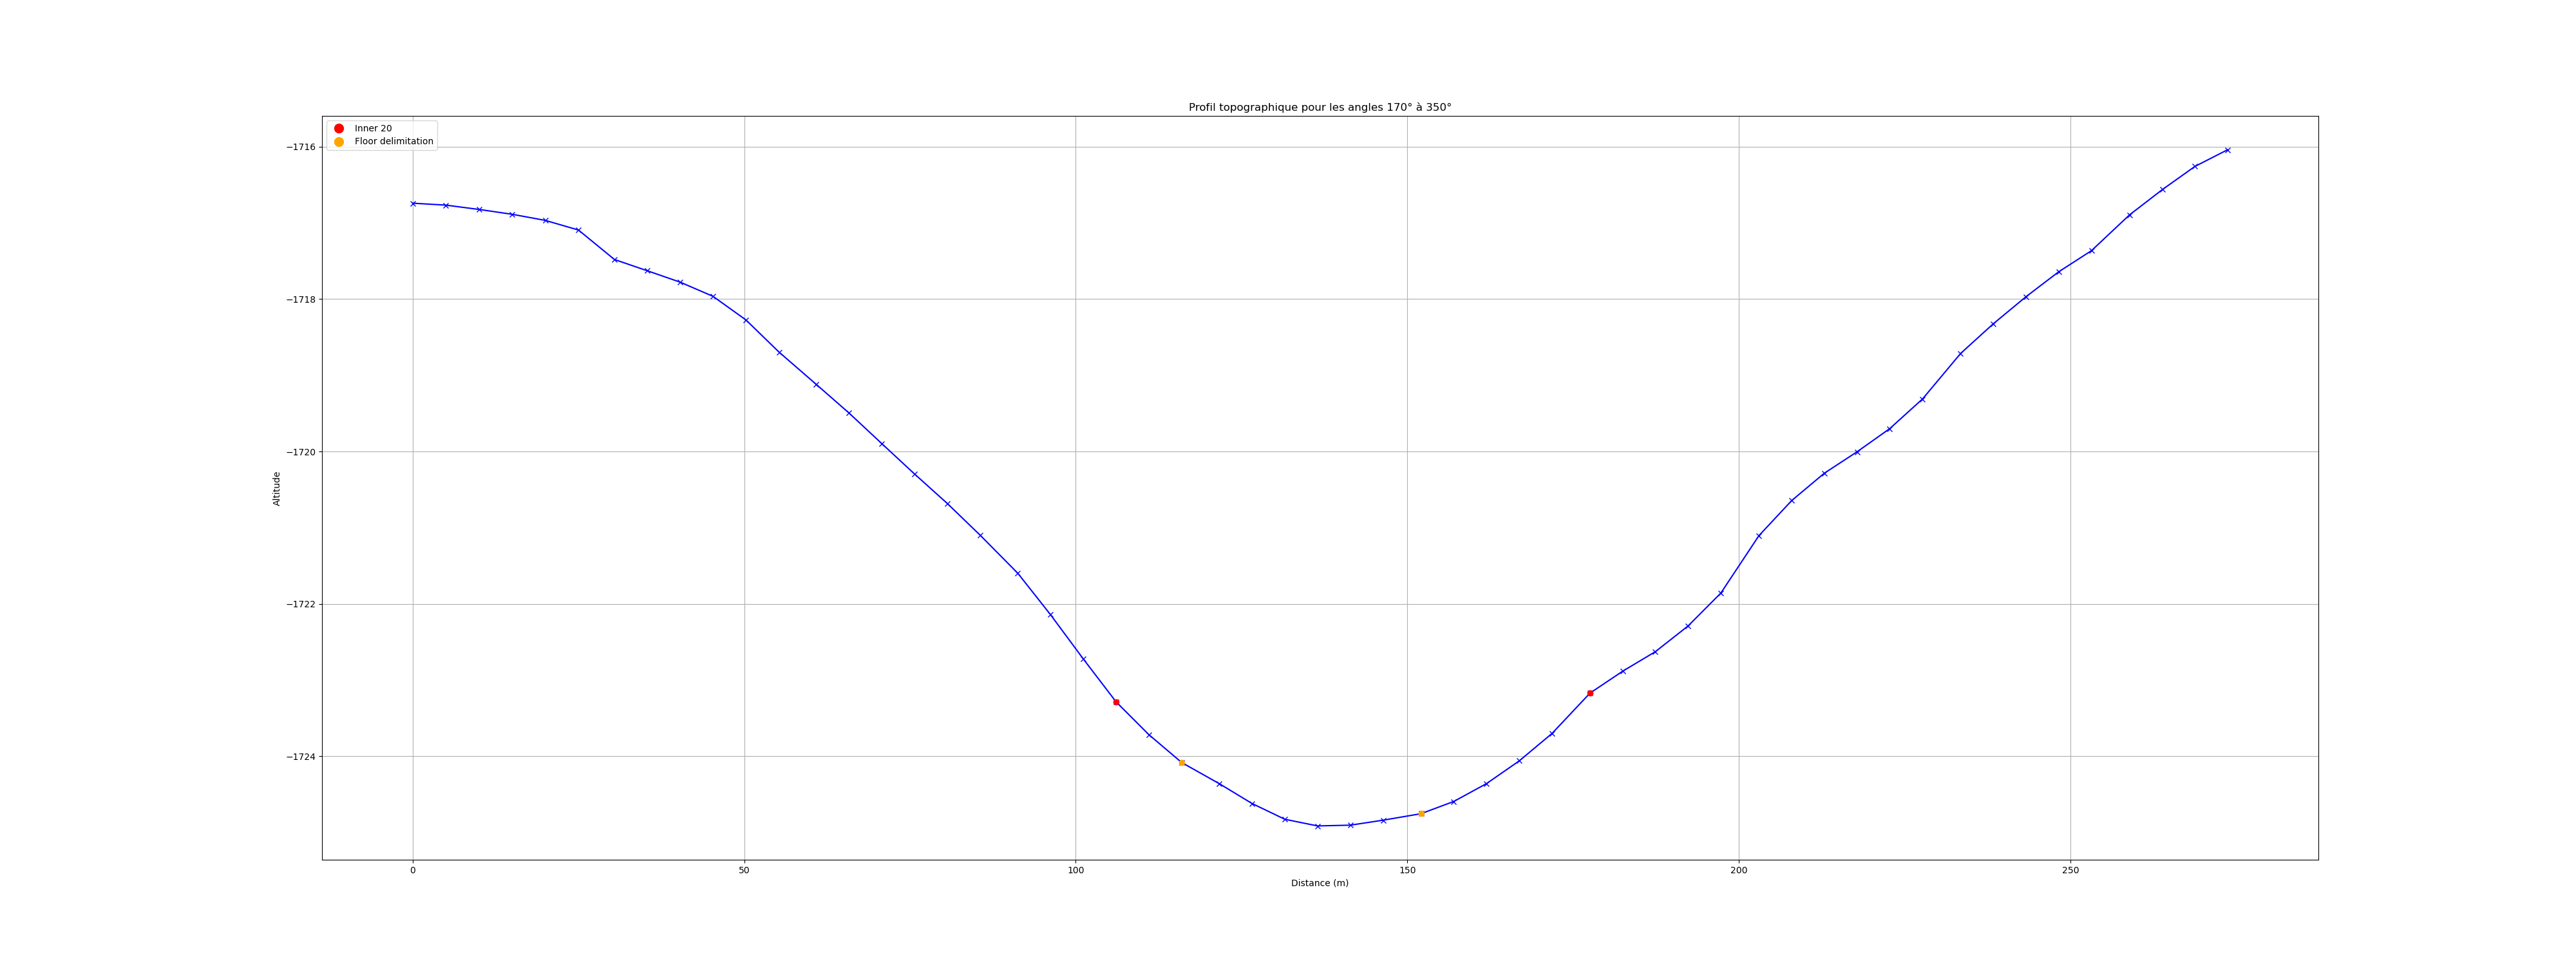 Profil topographique pour les angles 170° à 350°
Inner 20
Floor delimitation
−1716
−1718
−1720
−1722
−1724
Altitude
0
50
100
150
200
250
Distance (m)